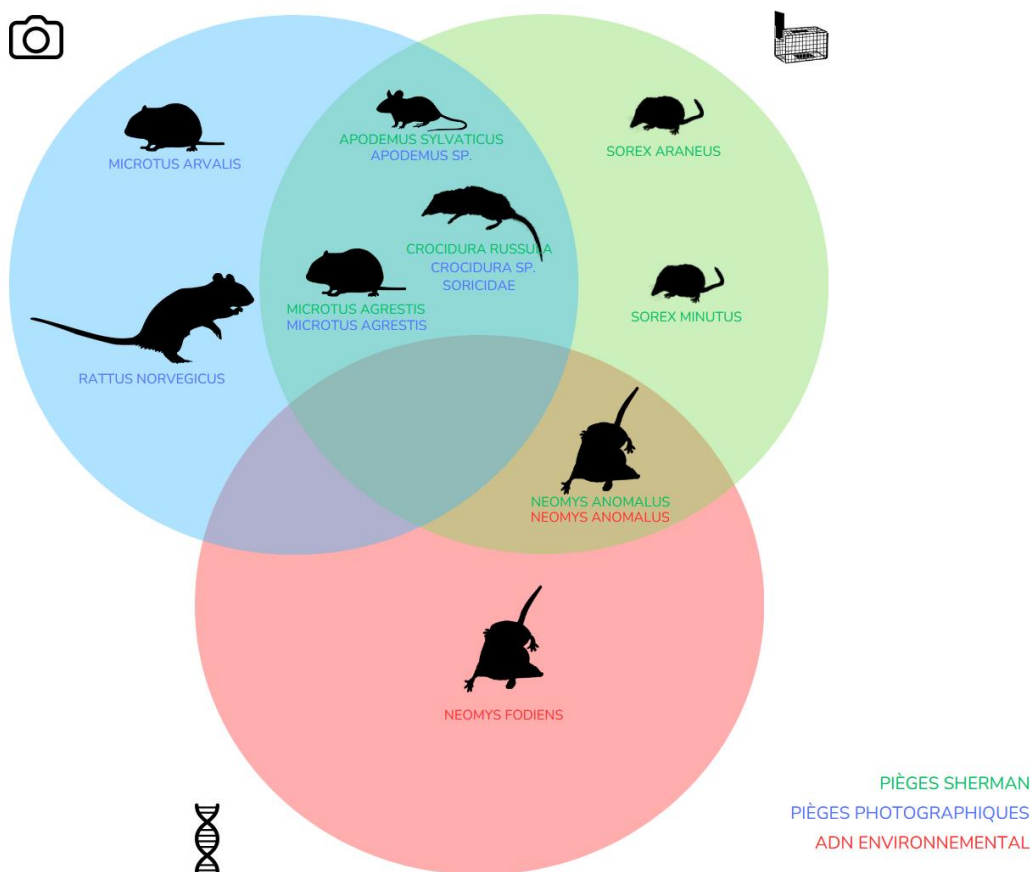 MICROTUS ARVALIS
APODEMUS SYLVATICUS
APODEMUS SP.
SOREX ARANEUS
CROCIDURA RUSSULA
CROCIDURA SP.
SORICIDAE
MICROTUS AGRESTIS
MICROTUS AGRESTIS
SOREX MINUTUS
RATTUS NORVEGICUS
NEOMYS ANOMALUS
NEOMYS ANOMALUS
NEOMYS FODIENS
PIÈGES SHERMAN
PIÈGES PHOTOGRAPHIQUES
ADN ENVIRONNEMENTAL